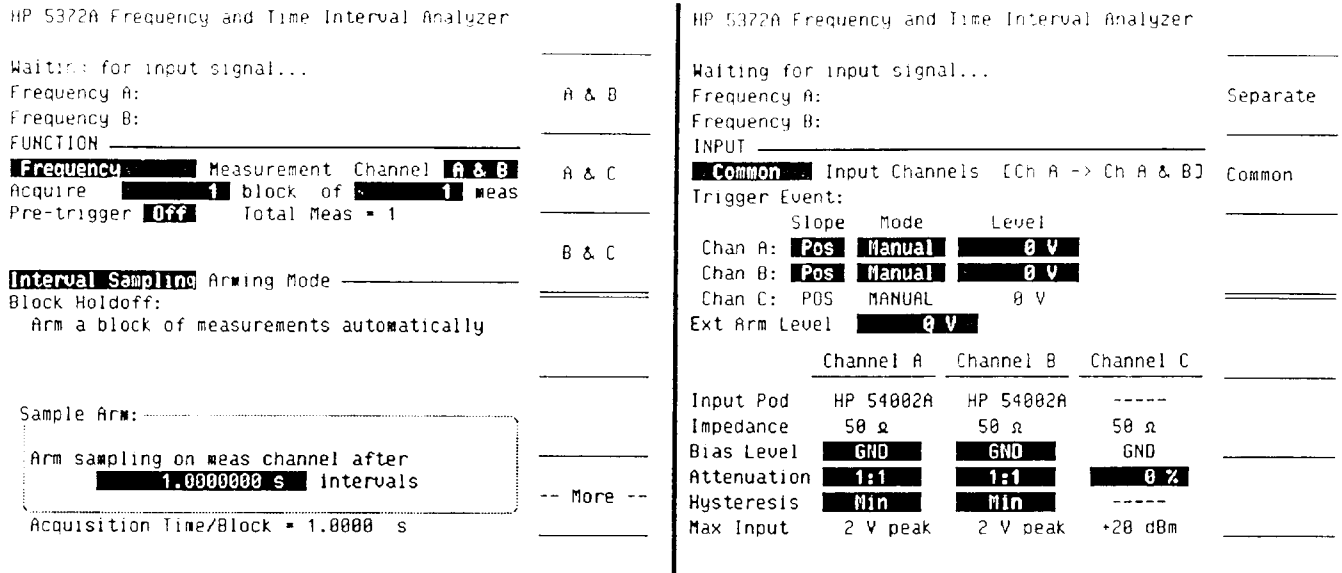 HP 5372A Frequency and Time Interval Analyzer
Waiting for input signal...
Frequency A:
Frequency B:
FUNCTION
Frequency Measurement Channel A & B
Acquire 1 block of 1 meas
Pre-trigger Off Total Meas = 1
Interval Sampling Arming Mode
Block Holdoff:
Arm a block of measurements automatically
Sample Arm:
Arm sampling on meas channel after
1.0000000 s intervals
Acquisition Time/Block = 1.0000 s
A & B
A & C
B & C
-- More --
HP 5372A Frequency and Time Interval Analyzer
Waiting for input signal...
Frequency A:
Frequency B:
INPUT
Common Input Channels [Ch A -> Ch A & B]
Trigger Event:
Slope Mode Level
Chan A: Pos Manual 0 V
Chan B: Pos Manual 0 V
Chan C: POS MANUAL 0 V
Ext Arm Level 0 V
Channel A Channel B Channel C
Input Pod HP 54002A HP 54002A -----
Impedance 50 Ω 50 Ω 50 Ω
Bias Level GND GND GND
Attenuation 1:1 1:1 0 %
Hysteresis Min Min -----
Max Input 2 V peak 2 V peak +20 dBm
Separate
Common